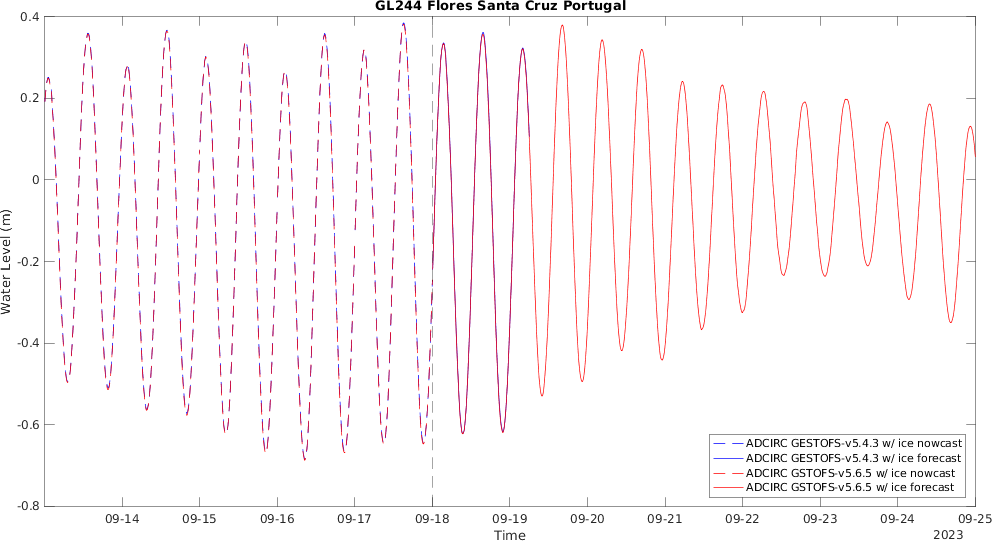 GL244 Flores Santa Cruz Portugal
0.4
0.2
0
-0.2
-0.4
-0.6
-0.8
Water Level (m)
ADCIRC GESTOFS-v5.4.3 w/ ice nowcast
ADCIRC GESTOFS-v5.4.3 w/ ice forecast
ADCIRC GSTOFS-v5.6.5 w/ ice nowcast
ADCIRC GSTOFS-v5.6.5 w/ ice forecast
09-14 09-15 09-16 09-17 09-18 09-19 09-20 09-21 09-22 09-23 09-24 09-25
Time
2023